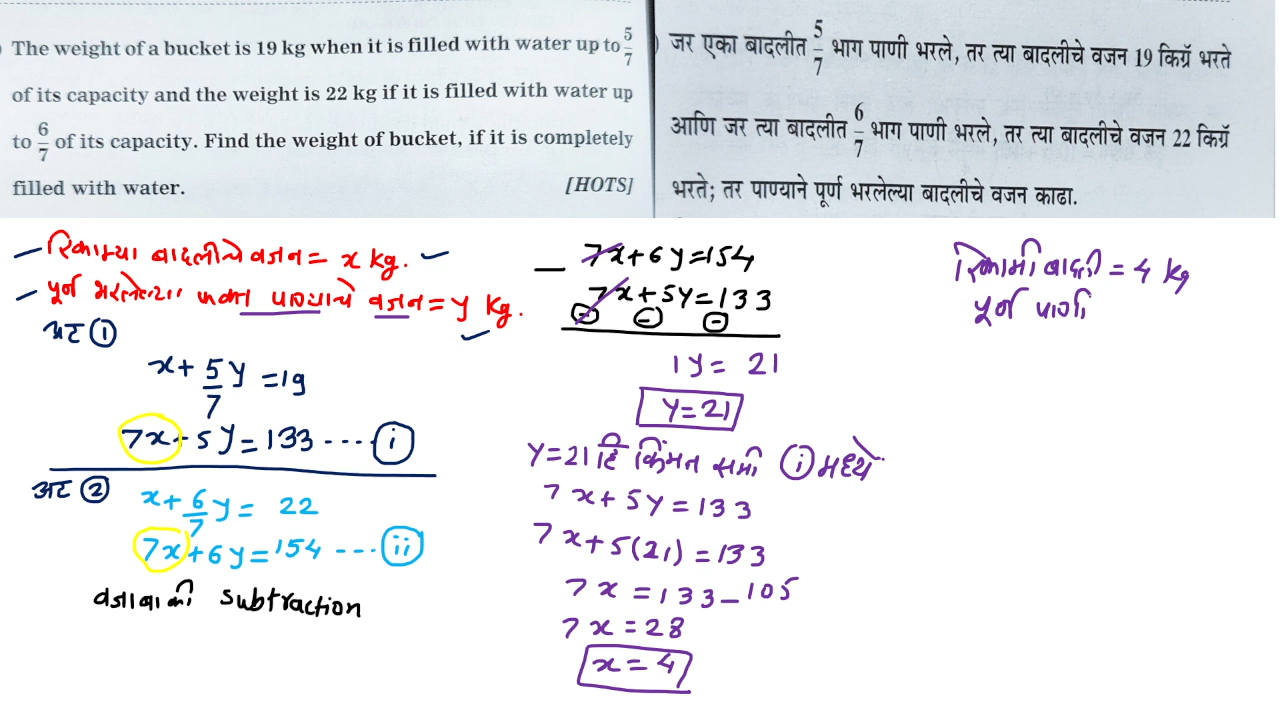 The weight of a bucket is 19 kg when it is filled with water up to 5/7
of its capacity and the weight is 22 kg if it is filled with water up
to 6/7 of its capacity. Find the weight of bucket, if it is completely
filled with water. [HOTS]
) जर एका बादलीत 5/7 भाग पाणी भरले, तर त्या बादलीचे वजन 19 किग्रॅ भरते
आणि जर त्या बादलीत 6/7 भाग पाणी भरले, तर त्या बादलीचे वजन 22 किग्रॅ
भरते; तर पाण्याने पूर्ण भरलेल्या बादलीचे वजन काढा.
रिकाम्या बादलीचे वजन = x kg.
पूर्ण भरलेल्या फक्त पाण्याचे वजन = y kg.
अट ①
x + 5/7 y = 19
7x + 5y = 133 ---- ⓘ
अट ②
x + 6/7 y = 22
7x + 6y = 154 --- ⓘⓘ
वजाबाकी subtraction
7x + 6y = 154
– 7x + 5y = 133
⊖ ⊖ ⊖
1y = 21
y = 21
y = 21 हि किंमत समी ⓘ मध्ये
7x + 5y = 133
7x + 5(21) = 133
7x = 133 – 105
7x = 28
x = 4
रिकामी बादली = 4 kg
पूर्ण पाणी